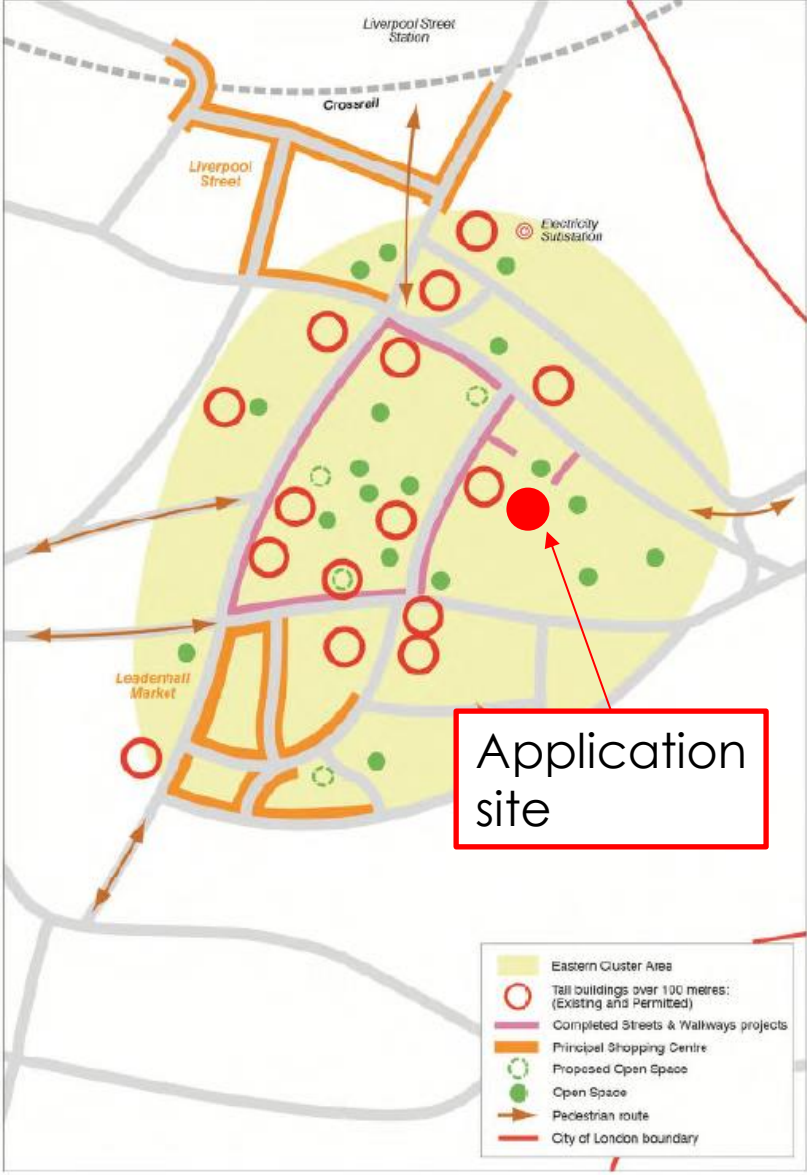 Liverpool Street
Station
Crossrail
Liverpool
Street
Electricity
Substation
Leadenhall
Market
Application
site
Eastern Cluster Area
Tall buildings over 100 metres:
(Existing and Permitted)
Completed Streets & Walkways projects
Principal Shopping Centre
Proposed Open Space
Open Space
Pedestrian route
City of London boundary